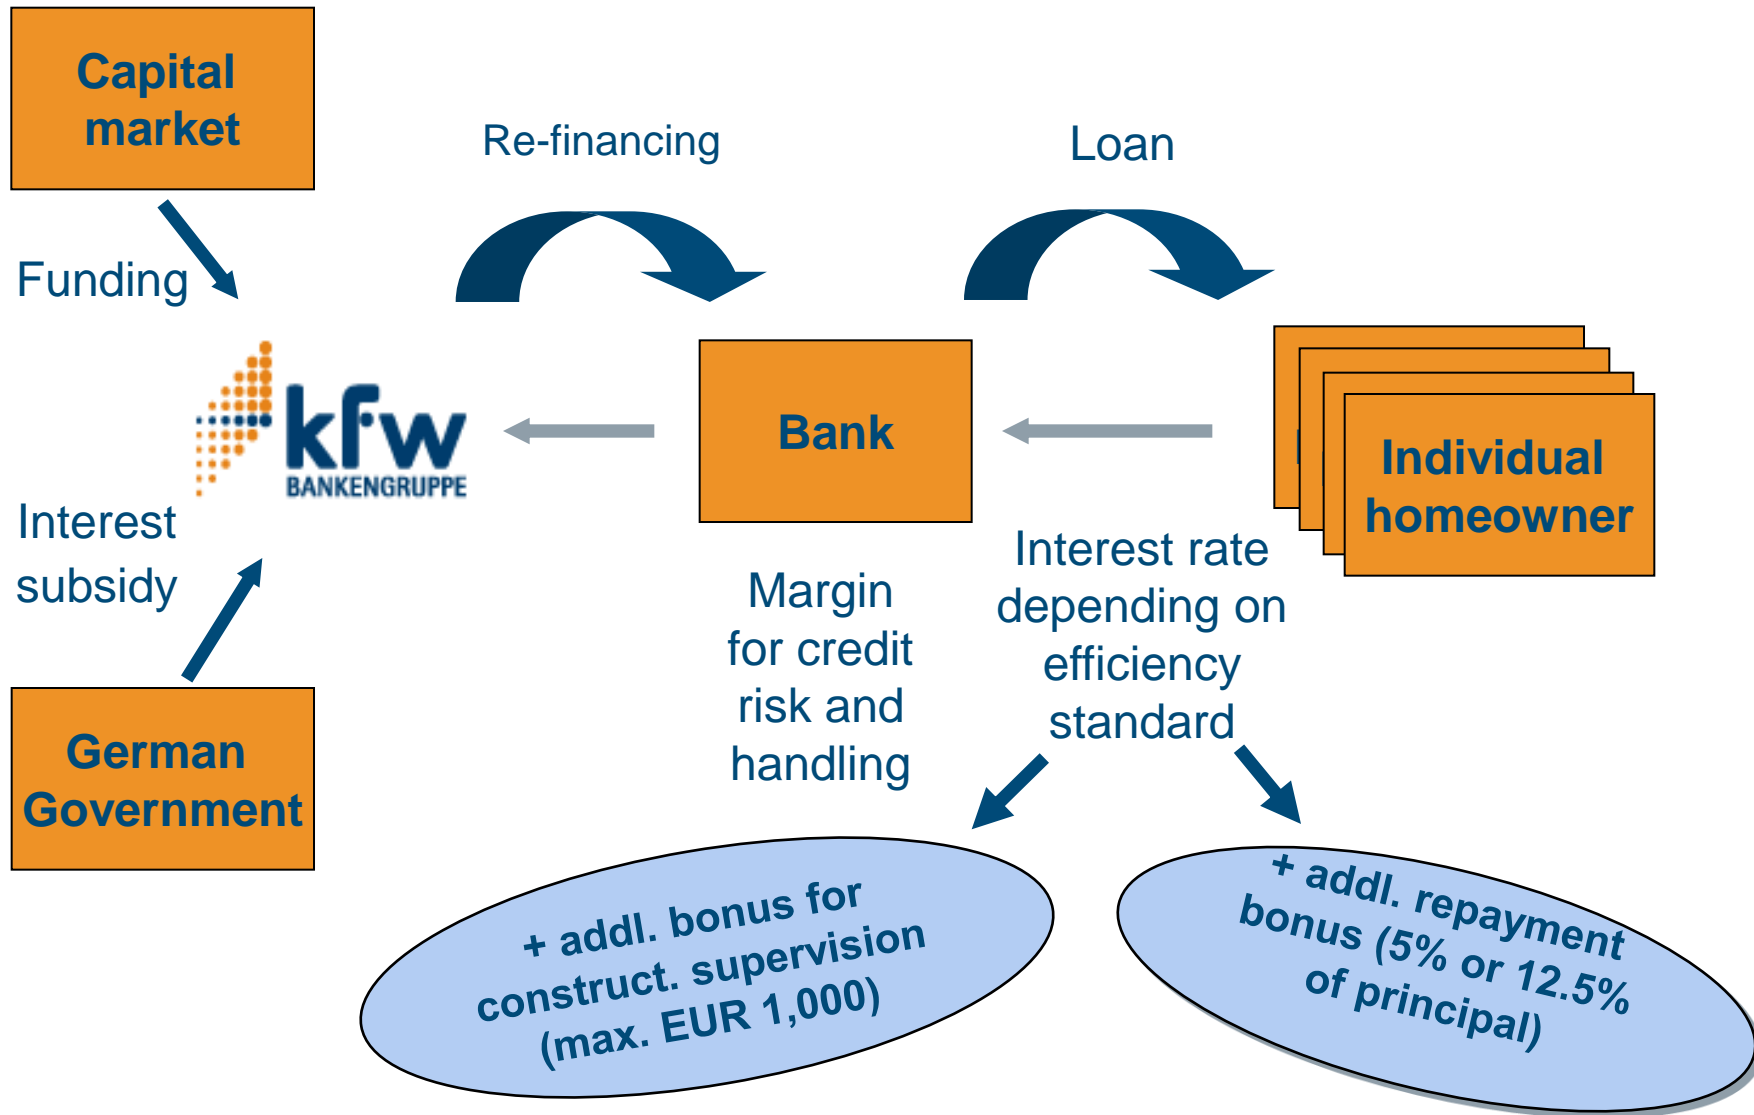 Capital
market
Re-financing
Loan
Funding
kfw
BANKENGRUPPE
Bank
Individual
homeowner
Interest
subsidy
German
Government
Margin
for credit
risk and
handling
Interest rate
depending on
efficiency
standard
+ addl. bonus for
construct. supervision
(max. EUR 1,000)
+ addl. repayment
bonus (5% or 12.5%
of principal)